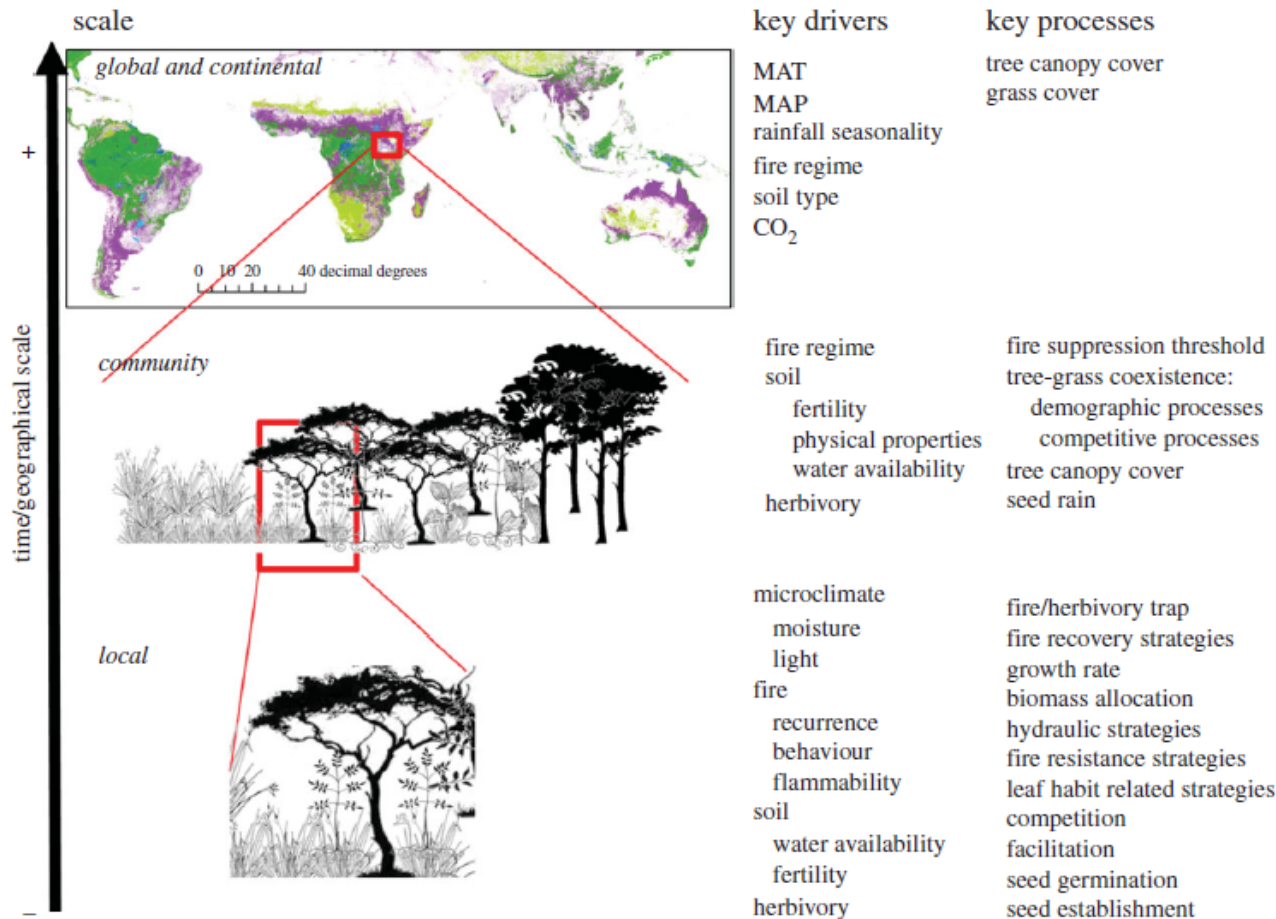 scale
key drivers
key processes
global and continental
MAT
MAP
rainfall seasonality
fire regime
soil type
CO2
tree canopy cover
grass cover
+
0 10 20 40 decimal degrees
time/geographical scale
community
fire regime
soil
fertility
physical properties
water availability
herbivory
fire suppression threshold
tree-grass coexistence:
demographic processes
competitive processes
tree canopy cover
seed rain
local
microclimate
moisture
light
fire
recurrence
behaviour
flammability
soil
water availability
fertility
herbivory
fire/herbivory trap
fire recovery strategies
growth rate
biomass allocation
hydraulic strategies
fire resistance strategies
leaf habit related strategies
competition
facilitation
seed germination
seed establishment
–